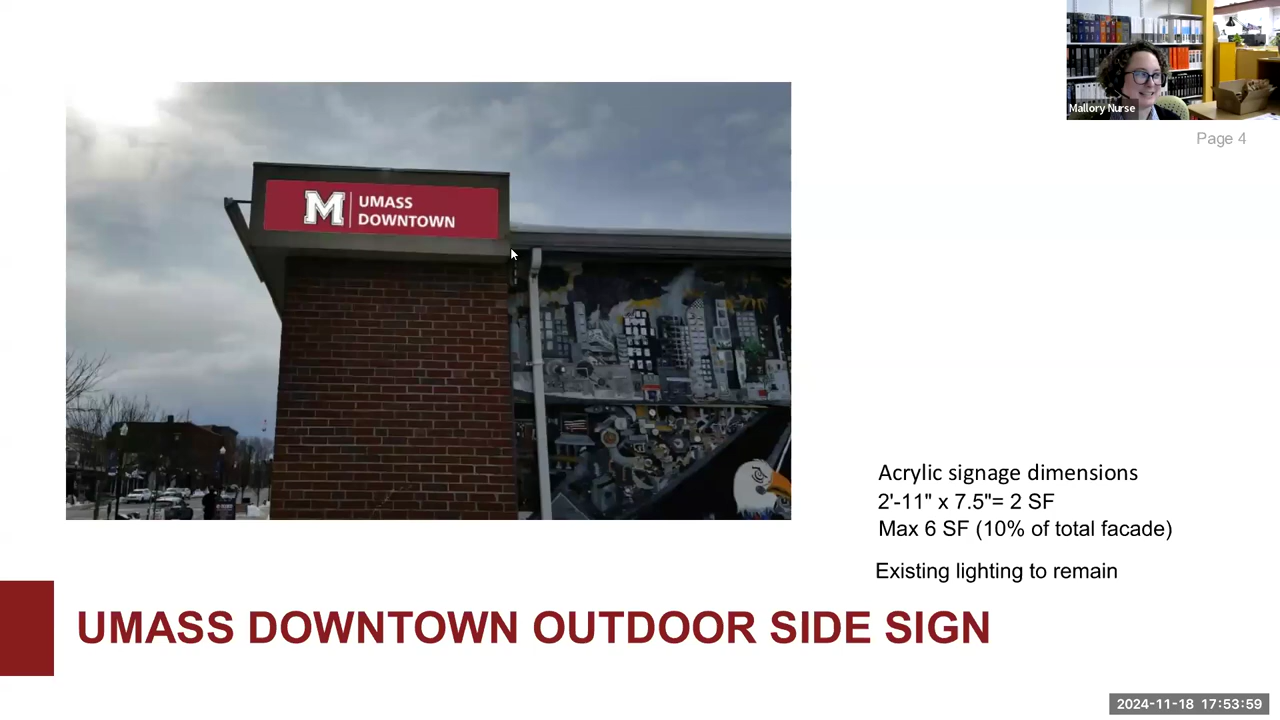 Mallory Nurse
Page 4
M UMASS
DOWNTOWN
Acrylic signage dimensions
2'-11" x 7.5"= 2 SF
Max 6 SF (10% of total facade)
Existing lighting to remain
UMASS DOWNTOWN OUTDOOR SIDE SIGN
2024-11-18 17:53:59